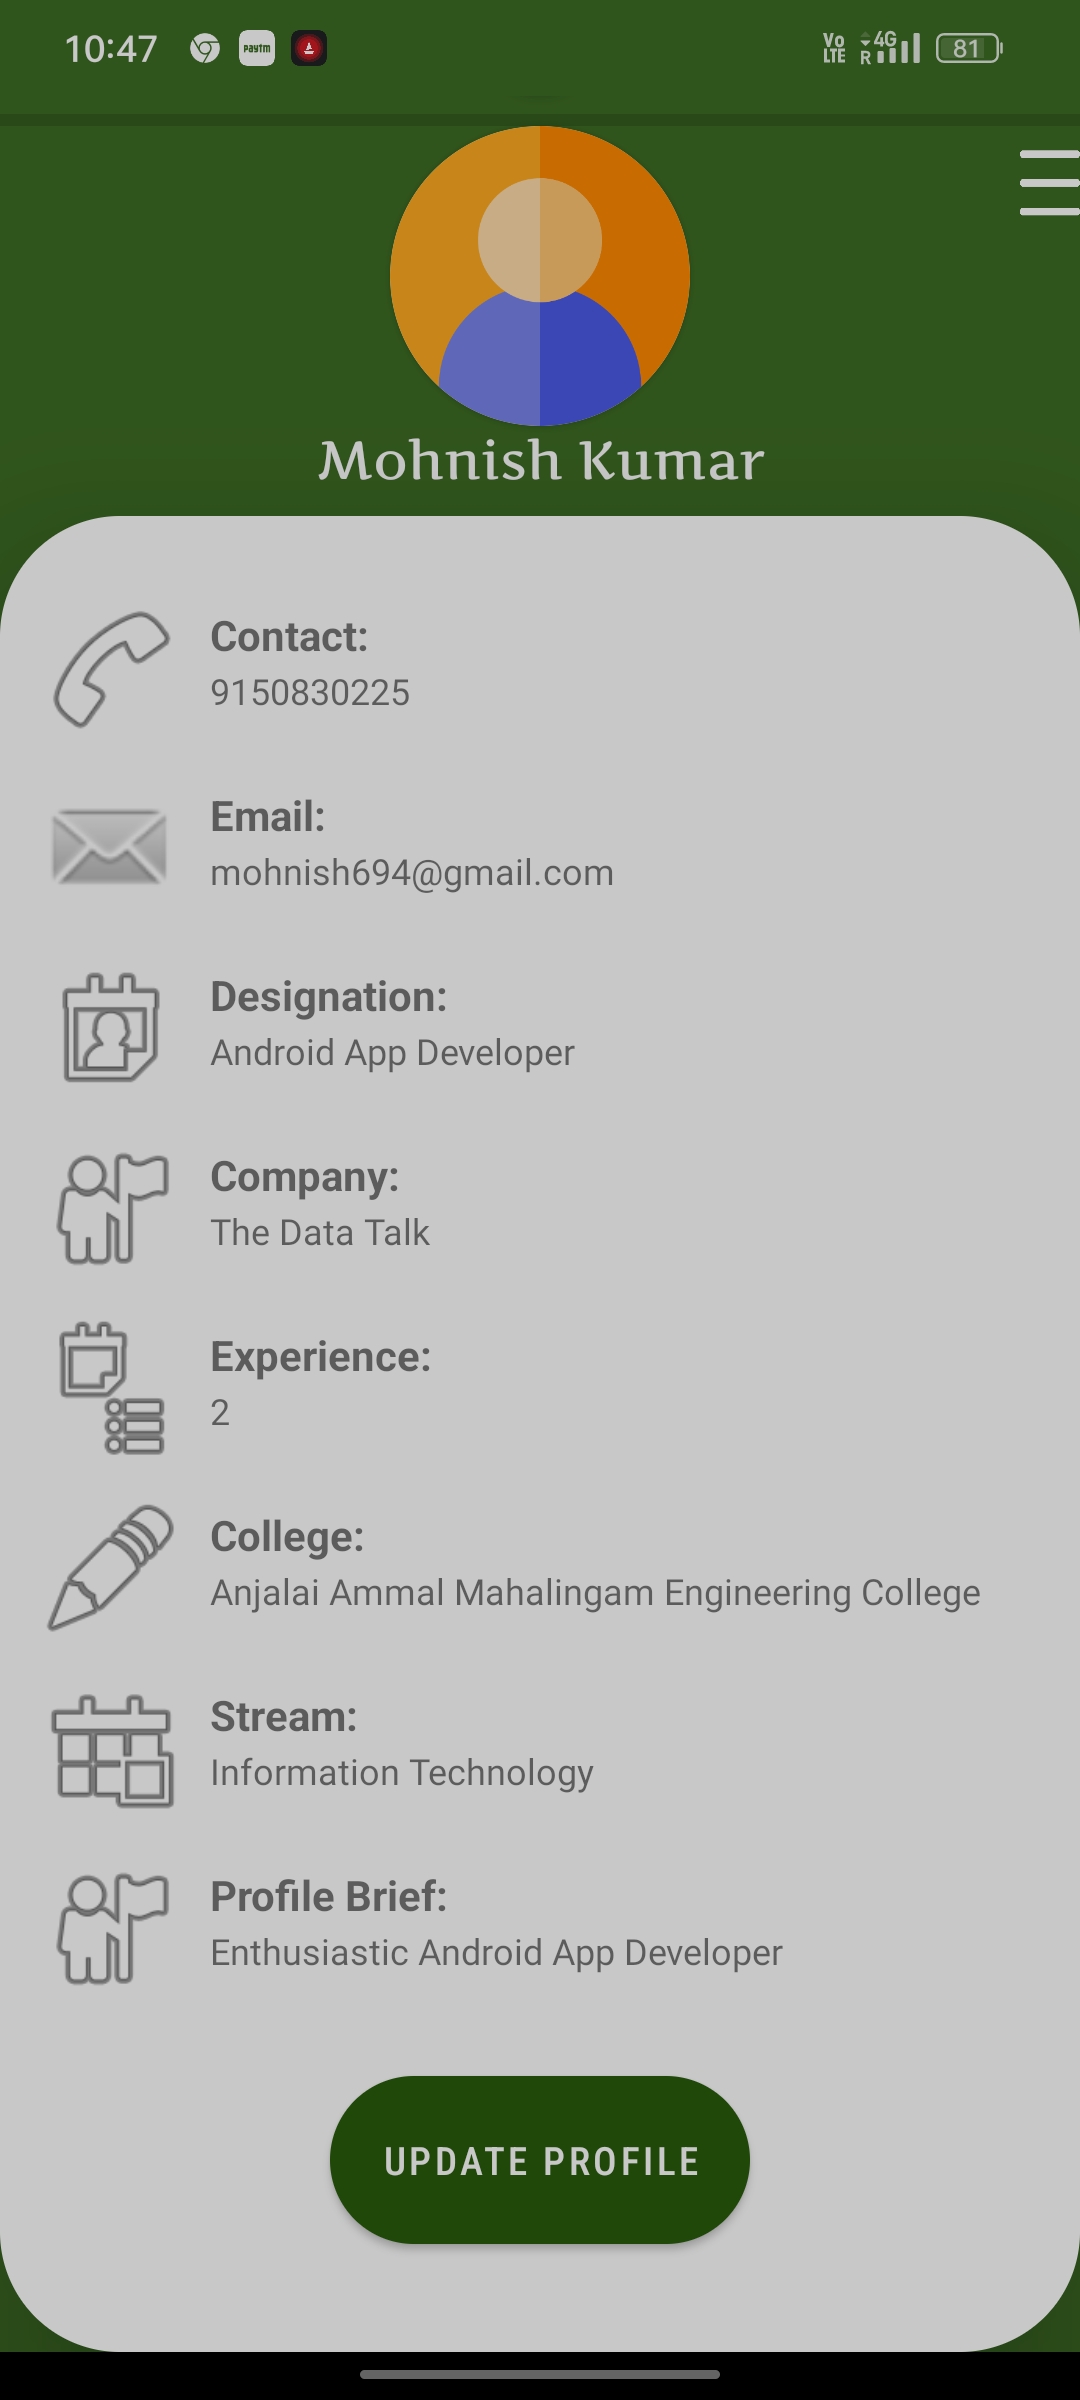 10:47
paytm
Vo
LTE
4G
R
81
Mohnish Kumar
Contact:
9150830225
Email:
mohnish694@gmail.com
Designation:
Android App Developer
Company:
The Data Talk
Experience:
2
College:
Anjalai Ammal Mahalingam Engineering College
Stream:
Information Technology
Profile Brief:
Enthusiastic Android App Developer
UPDATE PROFILE